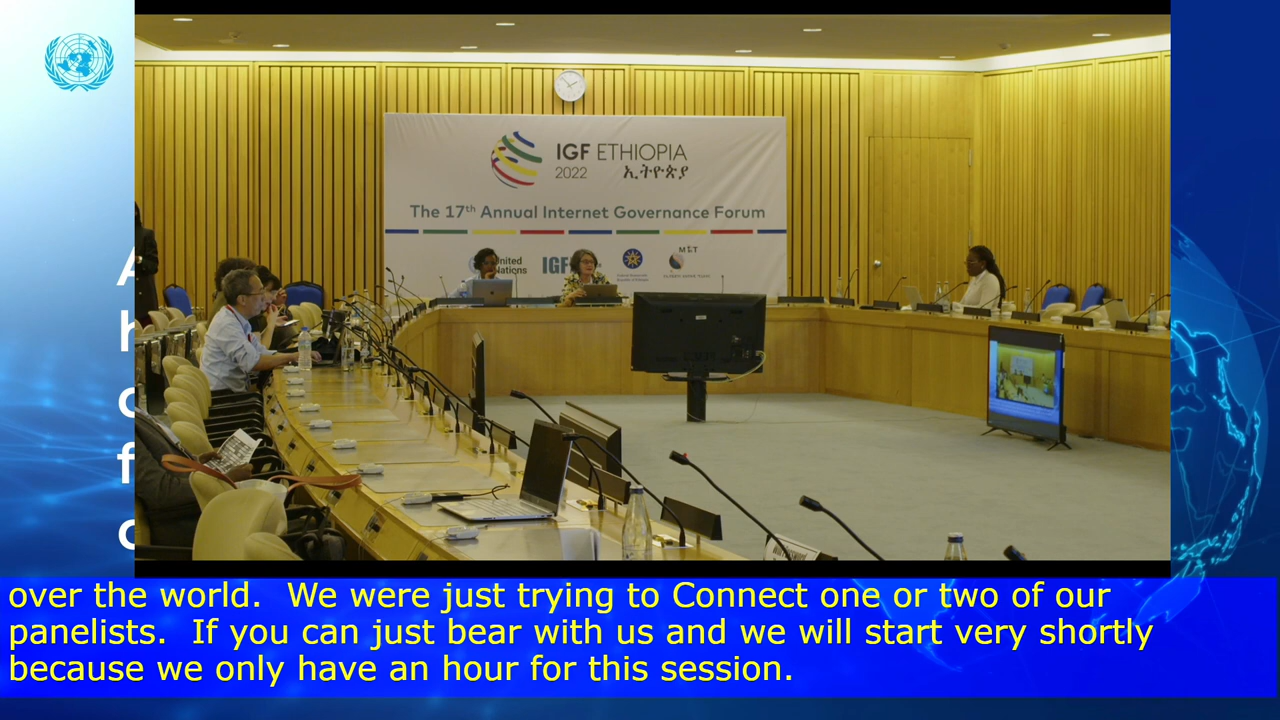 IGF ETHIOPIA
2022 ኢትዮጵያ
The 17th Annual Internet Governance Forum
United
Nations
IGF
over the world.  We were just trying to Connect one or two of our
panelists.  If you can just bear with us and we will start very shortly
because we only have an hour for this session.